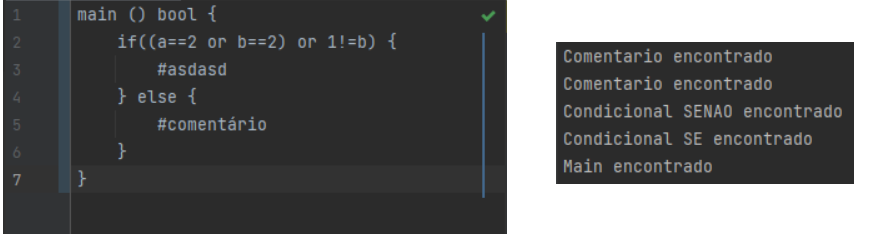 1 main () bool {
2     if((a==2 or b==2) or 1!=b) {
3         #asdasd
4     } else {
5         #comentário
6     }
7 }
Comentario encontrado
Comentario encontrado
Condicional SENAO encontrado
Condicional SE encontrado
Main encontrado